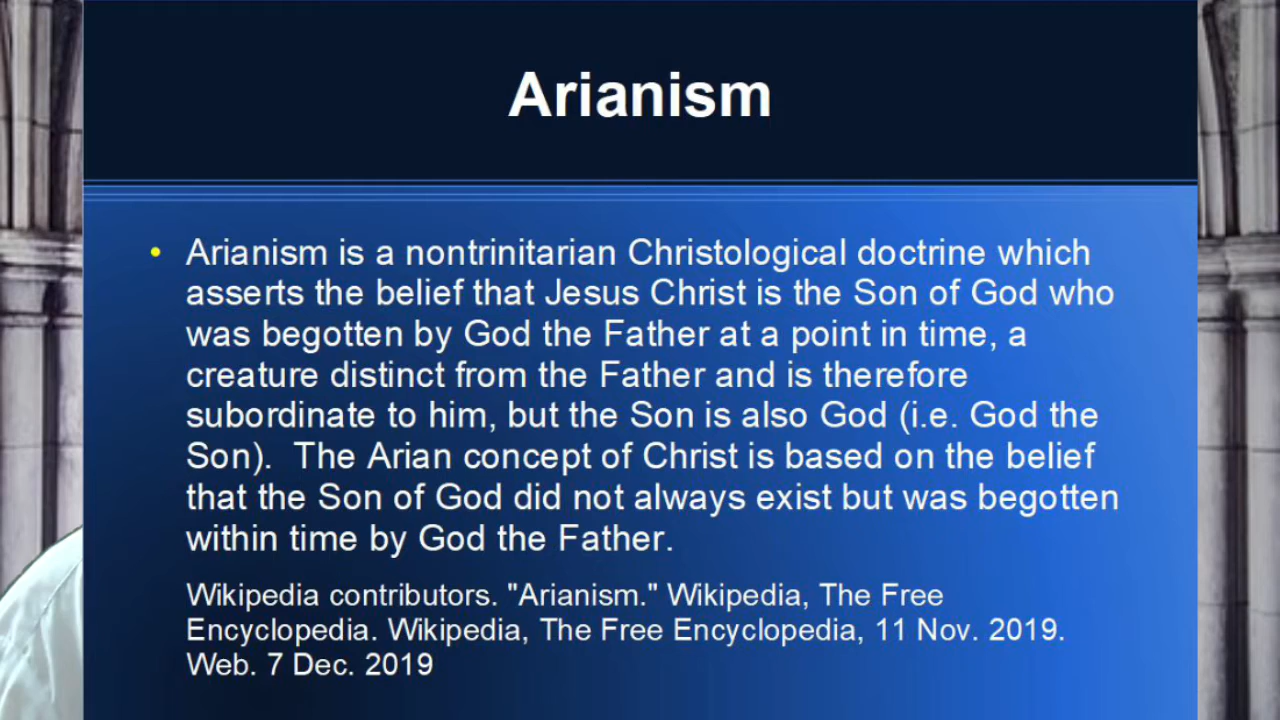 Arianism
• Arianism is a nontrinitarian Christological doctrine which
asserts the belief that Jesus Christ is the Son of God who
was begotten by God the Father at a point in time, a
creature distinct from the Father and is therefore
subordinate to him, but the Son is also God (i.e. God the
Son).  The Arian concept of Christ is based on the belief
that the Son of God did not always exist but was begotten
within time by God the Father.
Wikipedia contributors. "Arianism." Wikipedia, The Free
Encyclopedia. Wikipedia, The Free Encyclopedia, 11 Nov. 2019.
Web. 7 Dec. 2019